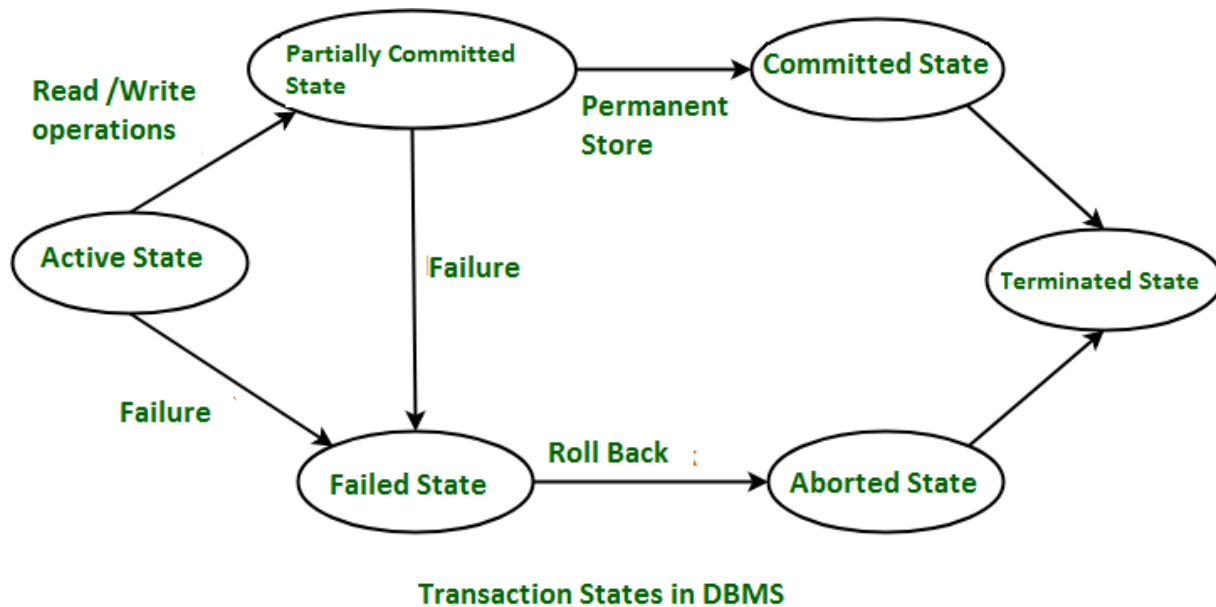 Partially Committed
State
Committed State
Read /Write
operations
Permanent
Store
Active State
Failure
Terminated State
Failure
Roll Back
Failed State
Aborted State
Transaction States in DBMS